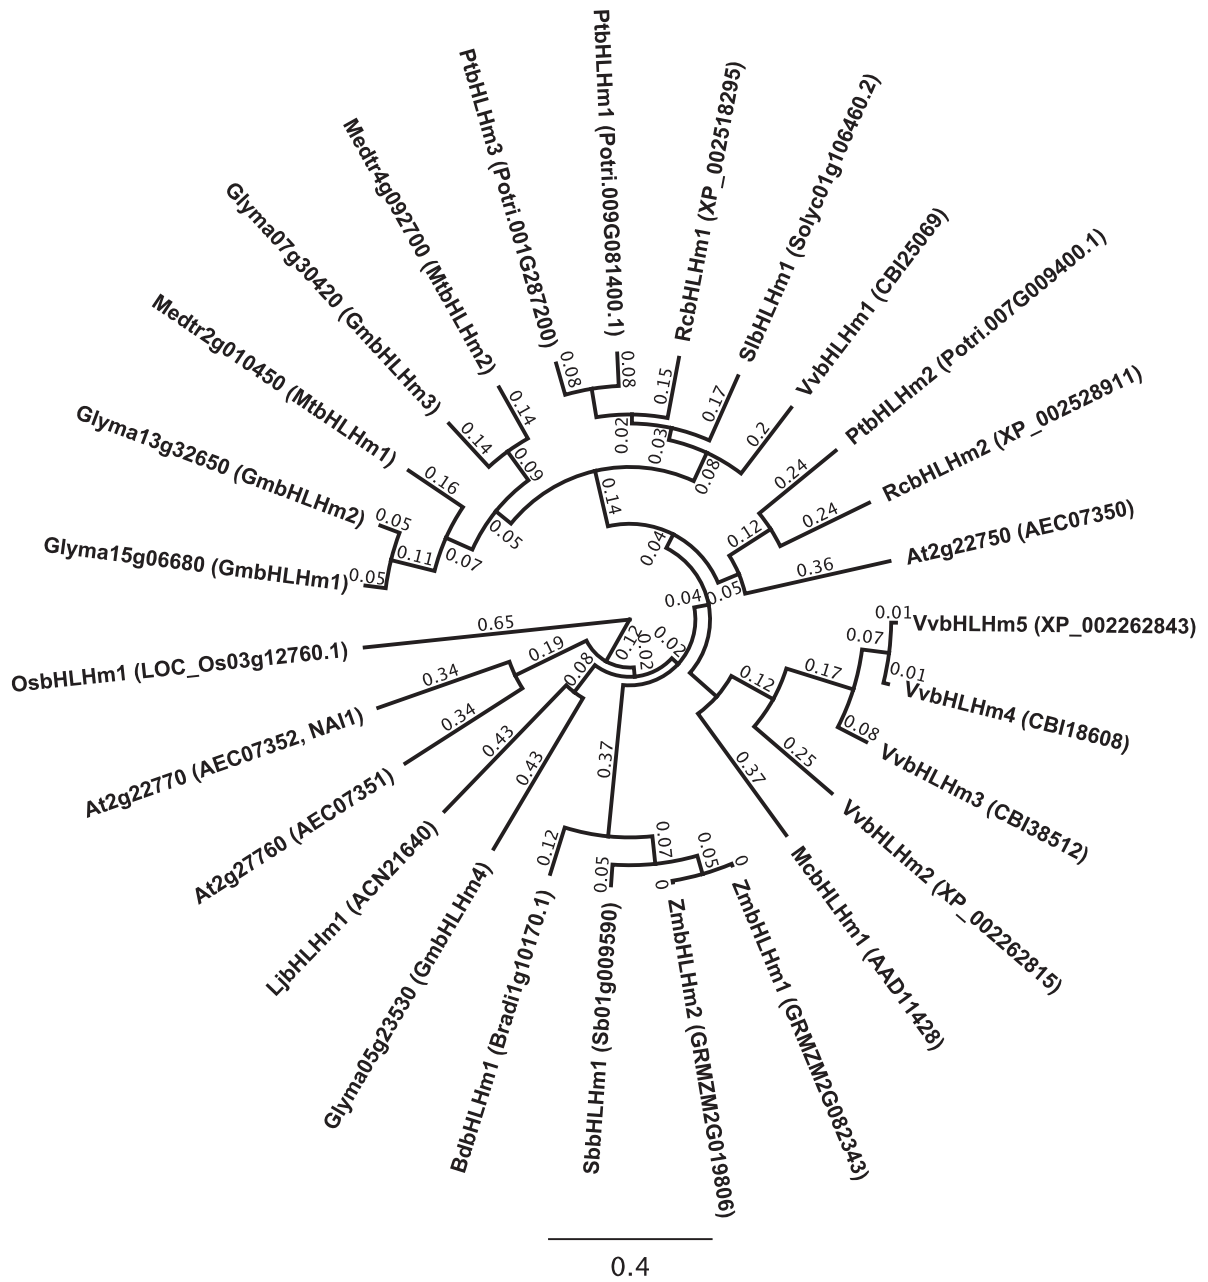 PtbHLHm1 (Potri.009G081400.1)
RcbHLHm1 (XP_002518295)
SlbHLHm1 (Solyc01g106460.2)
VvbHLHm1 (CBI25069)
PtbHLHm2 (Potri.007G009400.1)
RcbHLHm2 (XP_002528911)
At2g22750 (AEC07350)
VvbHLHm5 (XP_002262843)
VvbHLHm4 (CBI18608)
VvbHLHm3 (CBI38512)
VvbHLHm2 (XP_002262815)
McbHLHm1 (AAD11428)
ZmbHLHm1 (GRMZM2G082343)
ZmbHLHm2 (GRMZM2G019806)
SbbHLHm1 (Sb01g009590)
BdbHLHm1 (Bradi1g10170.1)
Glyma05g23530 (GmbHLHm4)
LjbHLHm1 (ACN21640)
At2g27760 (AEC07351)
At2g22770 (AEC07352, NAI1)
OsbHLHm1 (LOC_Os03g12760.1)
Glyma15g06680 (GmbHLHm1)
Glyma13g32650 (GmbHLHm2)
Medtr2g010450 (MtbHLHm1)
Glyma07g30420 (GmbHLHm3)
Medtr4g092700 (MtbHLHm2)
PtbHLHm3 (Potri.001G287200)
0.08
0.08
0.15
0.02
0.17
0.03
0.2
0.08
0.14
0.24
0.24
0.12
0.36
0.05
0.04
0.04
0.01
0.01
0.07
0.08
0.17
0.25
0.12
0.37
0.02
0.02
0.12
0
0
0.05
0.05
0.07
0.12
0.37
0.43
0.43
0.08
0.34
0.34
0.19
0.65
0.05
0.05
0.11
0.16
0.07
0.14
0.14
0.09
0.05
0.4